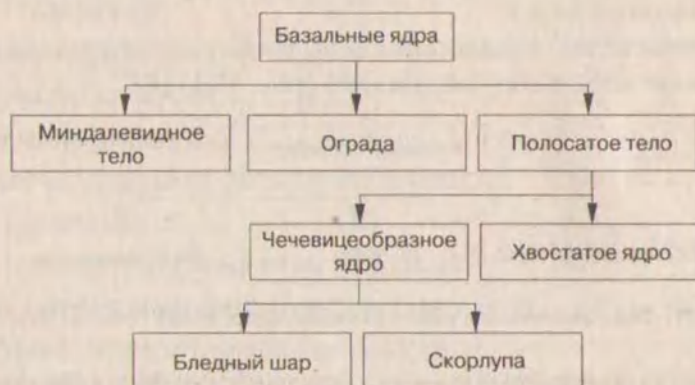 Базальные ядра
Миндалевидное
тело
Ограда
Полосатое тело
Чечевицеобразное
ядро
Хвостатое ядро
Бледный шар
Скорлупа